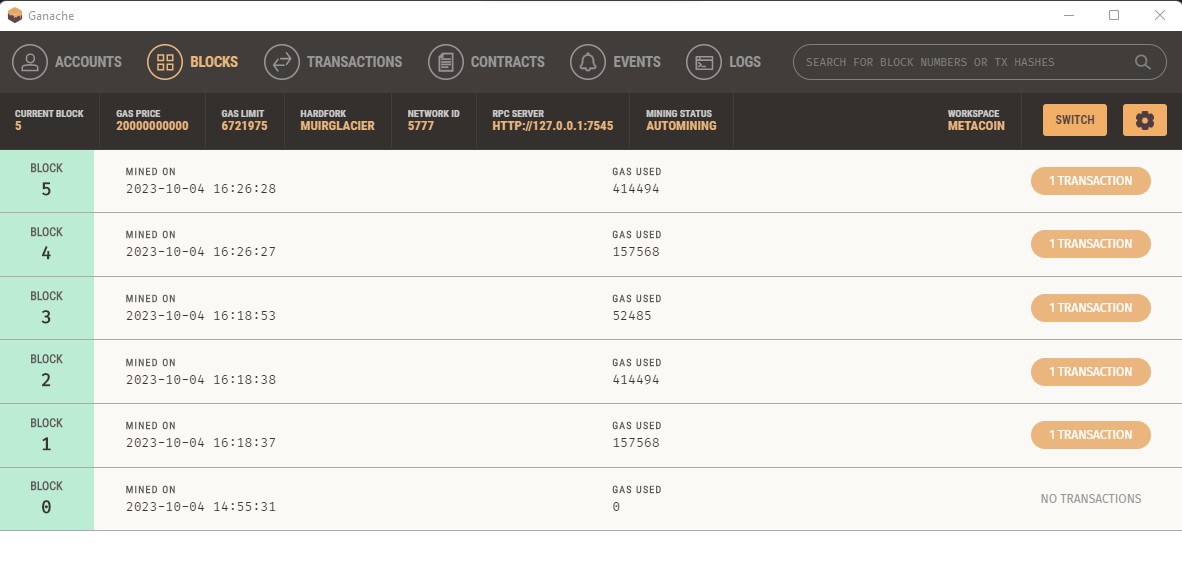 Ganache
ACCOUNTS BLOCKS TRANSACTIONS CONTRACTS EVENTS LOGS SEARCH FOR BLOCK NUMBERS OR TX HASHES
CURRENT BLOCK GAS PRICE GAS LIMIT HARDFORK NETWORK ID RPC SERVER MINING STATUS WORKSPACE
5 20000000000 6721975 MUIRGLACIER 5777 HTTP://127.0.0.1:7545 AUTOMINING METACOIN SWITCH
BLOCK MINED ON GAS USED
5 2023-10-04 16:26:28 414494 1 TRANSACTION
BLOCK MINED ON GAS USED
4 2023-10-04 16:26:27 157568 1 TRANSACTION
BLOCK MINED ON GAS USED
3 2023-10-04 16:18:53 52485 1 TRANSACTION
BLOCK MINED ON GAS USED
2 2023-10-04 16:18:38 414494 1 TRANSACTION
BLOCK MINED ON GAS USED
1 2023-10-04 16:18:37 157568 1 TRANSACTION
BLOCK MINED ON GAS USED
0 2023-10-04 14:55:31 0 NO TRANSACTIONS